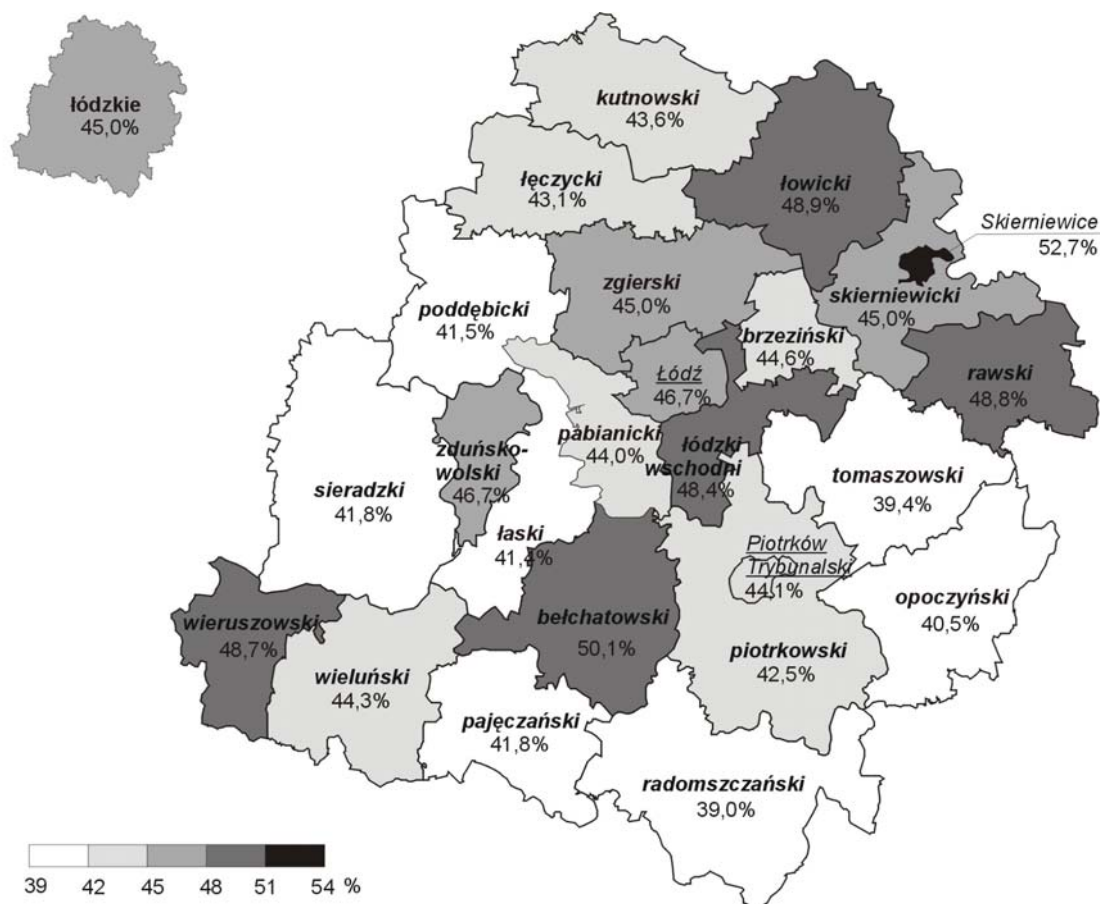 łódzkie
45,0%
kutnowski
43,6%
łęczycki
43,1%
łowicki
48,9%
Skierniewice
52,7%
zgierski
45,0%
skierniewicki
45,0%
poddębicki
41,5%
brzeziński
44,6%
rawski
48,8%
Łódź
46,7%
pabianicki
44,0%
łódzki
wschodni
48,4%
zduńsko-
wolski
46,7%
tomaszowski
39,4%
sieradzki
41,8%
łaski
41,4%
Piotrków
Trybunalski
44,1%
opoczyński
40,5%
wieruszowski
48,7%
bełchatowski
50,1%
piotrkowski
42,5%
wieluński
44,3%
pajęczański
41,8%
radomszczański
39,0%
39 42 45 48 51 54 %